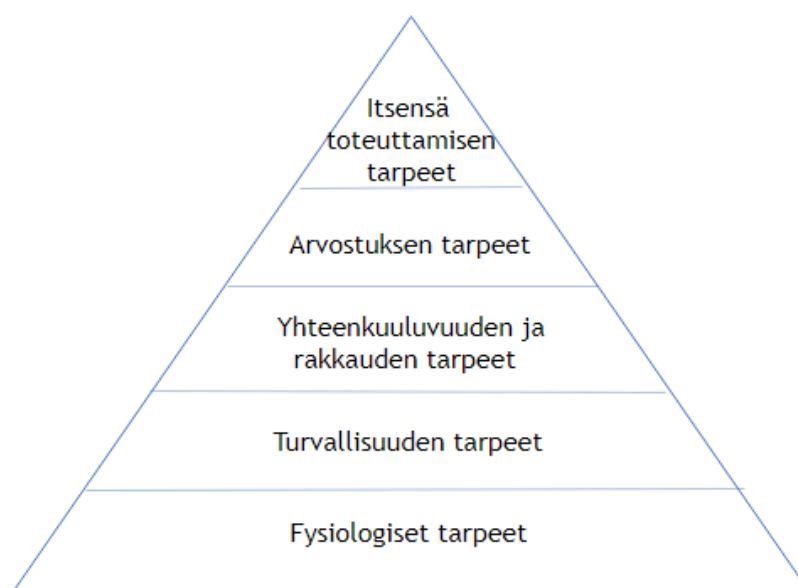 Itsensä
toteuttamisen
tarpeet
Arvostuksen tarpeet
Yhteenkuuluvuuden ja
rakkauden tarpeet
Turvallisuuden tarpeet
Fysiologiset tarpeet